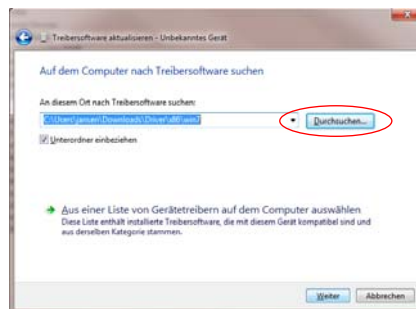 Treibersoftware aktualisieren - Unbekanntes Gerät
Auf dem Computer nach Treibersoftware suchen
An diesem Ort nach Treibersoftware suchen:
C:\Users\jansen\Downloads\Driver\x86\win7
Durchsuchen...
Unterordner einbeziehen
Aus einer Liste von Gerätetreibern auf dem Computer auswählen
Diese Liste enthält installierte Treibersoftware, die mit diesem Gerät kompatibel sind und
aus derselben Kategorie stammen.
Weiter
Abbrechen